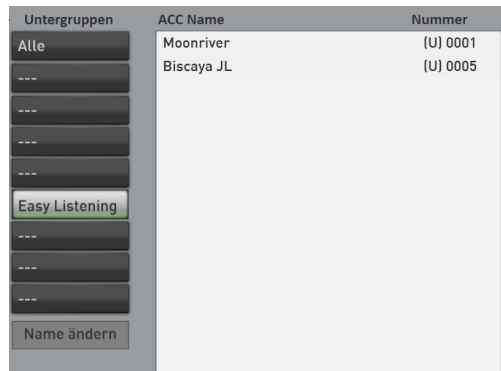 Untergruppen
Alle
---
---
---
---
Easy Listening
---
---
---
Name ändern
ACC Name Nummer
Moonriver (U) 0001
Biscaya JL (U) 0005